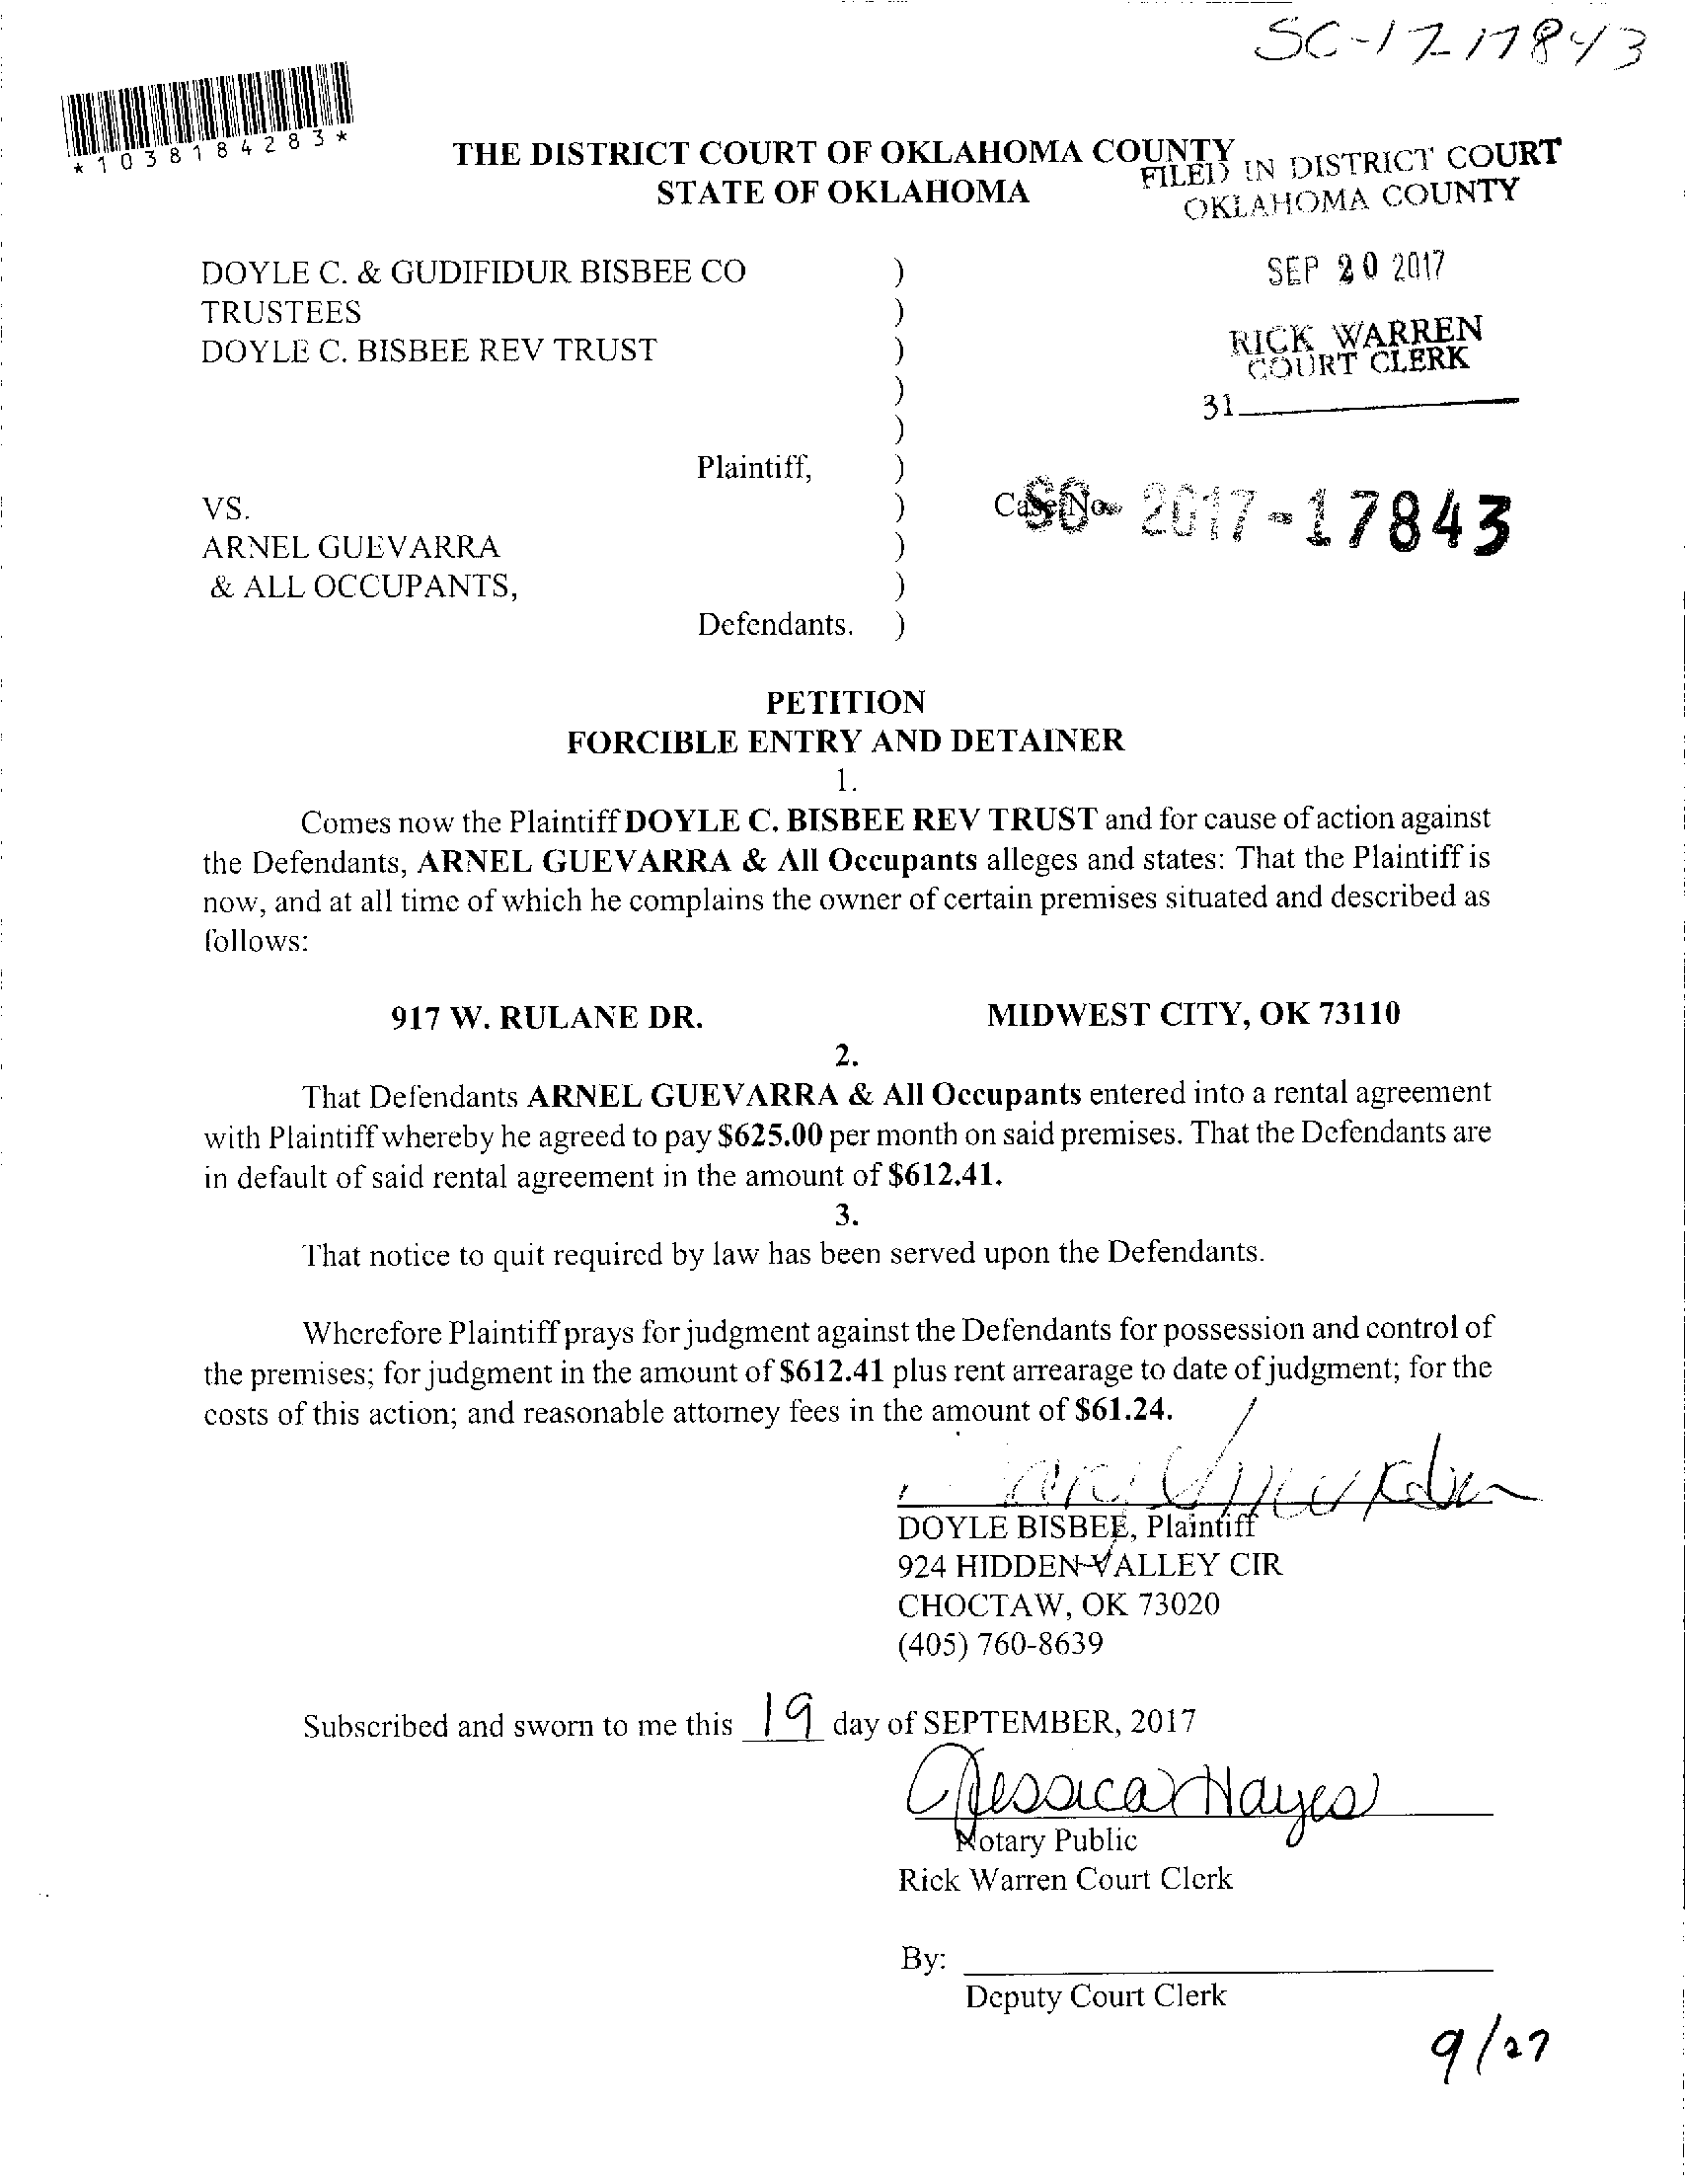 SC-17-17843
*1038184283*
THE DISTRICT COURT OF OKLAHOMA COUNTY
STATE OF OKLAHOMA
FILED IN DISTRICT COURT
OKLAHOMA COUNTY
SEP 20 2017
RICK WARREN
COURT CLERK
31
DOYLE C. & GUDIFIDUR BISBEE CO )
TRUSTEES )
DOYLE C. BISBEE REV TRUST )
)
)
Plaintiff, )
VS. ) Case No. SC-2017-17843
ARNEL GUEVARRA )
& ALL OCCUPANTS, )
Defendants. )
PETITION
FORCIBLE ENTRY AND DETAINER
1.
Comes now the Plaintiff DOYLE C. BISBEE REV TRUST and for cause of action against
the Defendants, ARNEL GUEVARRA & All Occupants alleges and states: That the Plaintiff is
now, and at all time of which he complains the owner of certain premises situated and described as
follows:
917 W. RULANE DR. MIDWEST CITY, OK 73110
2.
That Defendants ARNEL GUEVARRA & All Occupants entered into a rental agreement
with Plaintiff whereby he agreed to pay $625.00 per month on said premises. That the Defendants are
in default of said rental agreement in the amount of $612.41.
3.
That notice to quit required by law has been served upon the Defendants.
Wherefore Plaintiff prays for judgment against the Defendants for possession and control of
the premises; for judgment in the amount of $612.41 plus rent arrearage to date of judgment; for the
costs of this action; and reasonable attorney fees in the amount of $61.24.
DOYLE BISBEE, Plaintiff
924 HIDDEN VALLEY CIR
CHOCTAW, OK 73020
(405) 760-8639
Subscribed and sworn to me this 19 day of SEPTEMBER, 2017
Jessica Hayes
Notary Public
Rick Warren Court Clerk
By:
Deputy Court Clerk
9/27